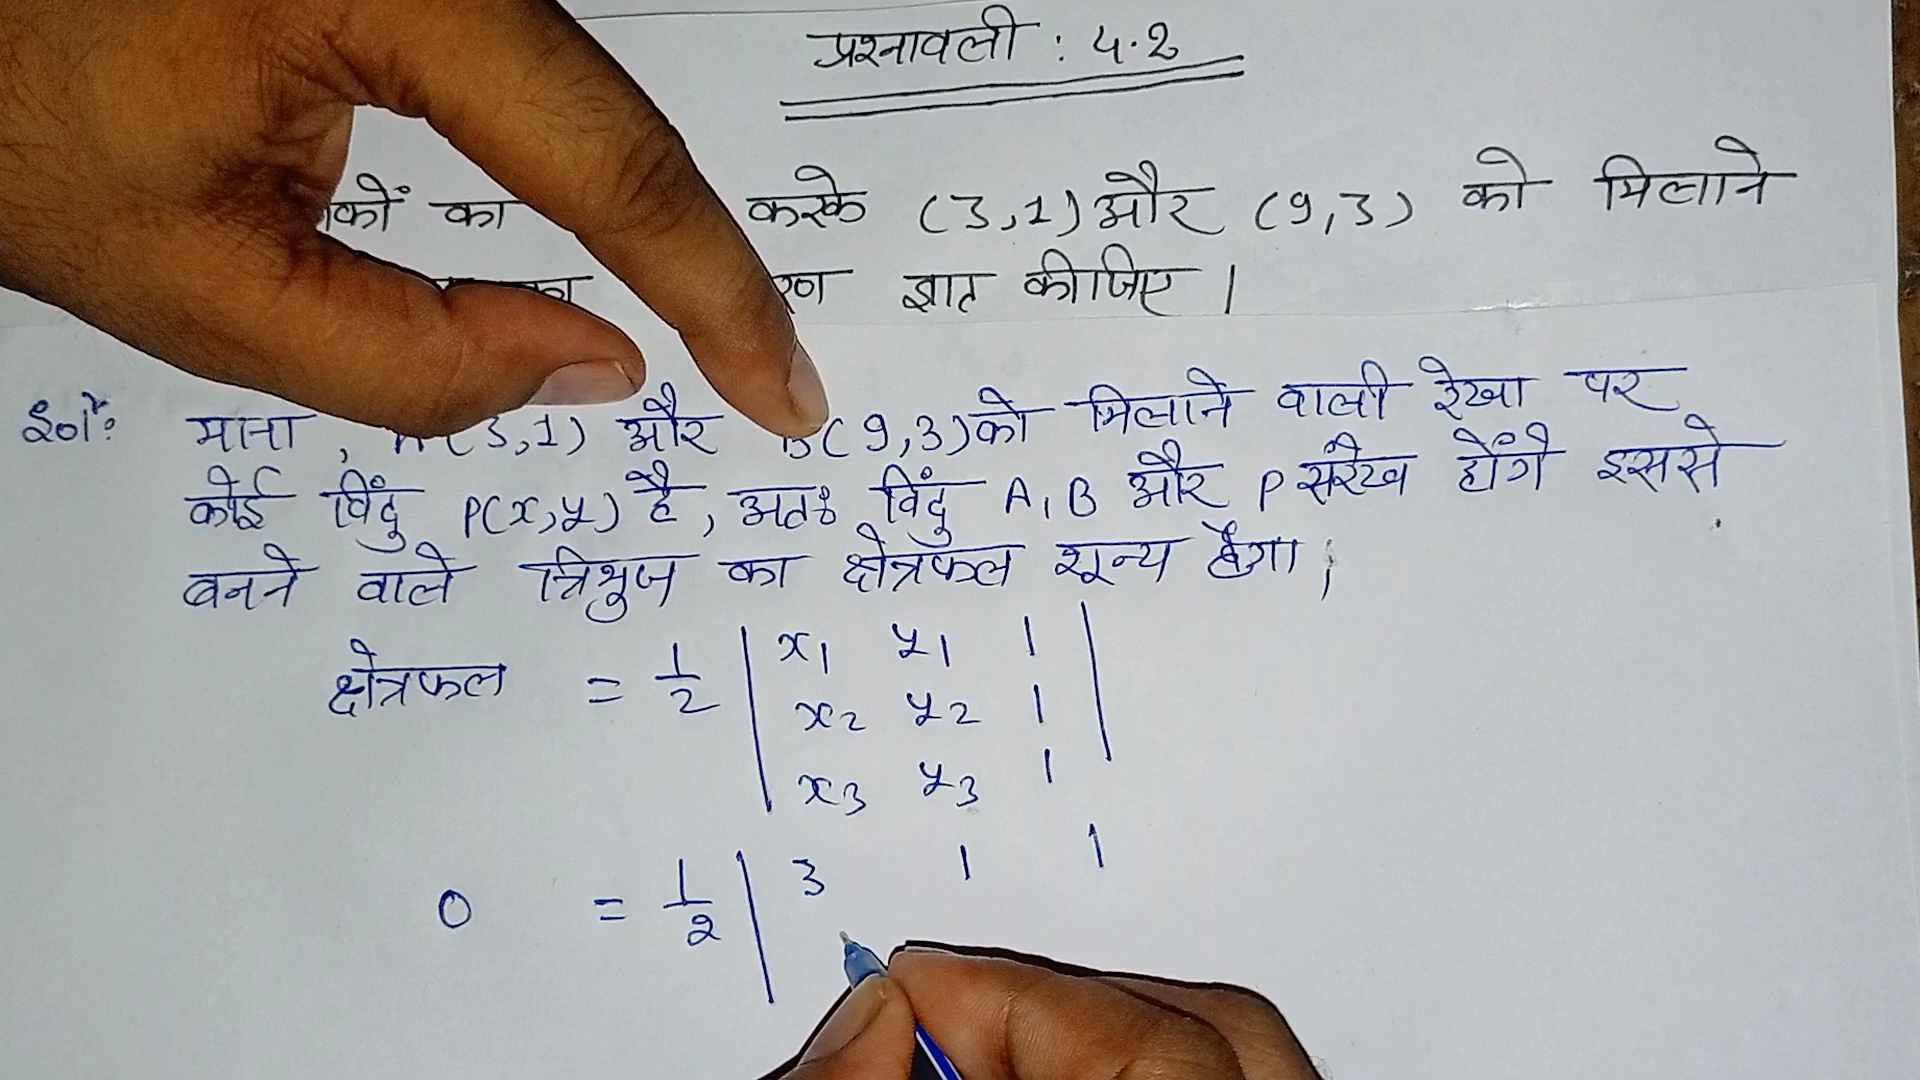 प्रश्नावली : 4.2
का करके (3,1) और (9,3) को मिलाने
ज्ञात कीजिए ।
हलः माना , A(3,1) और B(9,3) को मिलाने वाली रेखा पर
कोई बिंदु P(x,y) है, अतः बिंदु A, B और P संरेख होंगे इससे
बनने वाले त्रिभुज का क्षेत्रफल शून्य होगा ।
क्षेत्रफल = 1/2 | x1 y1 1 |
x2 y2 1
x3 y3 1
0 = 1/2 | 3 1 1